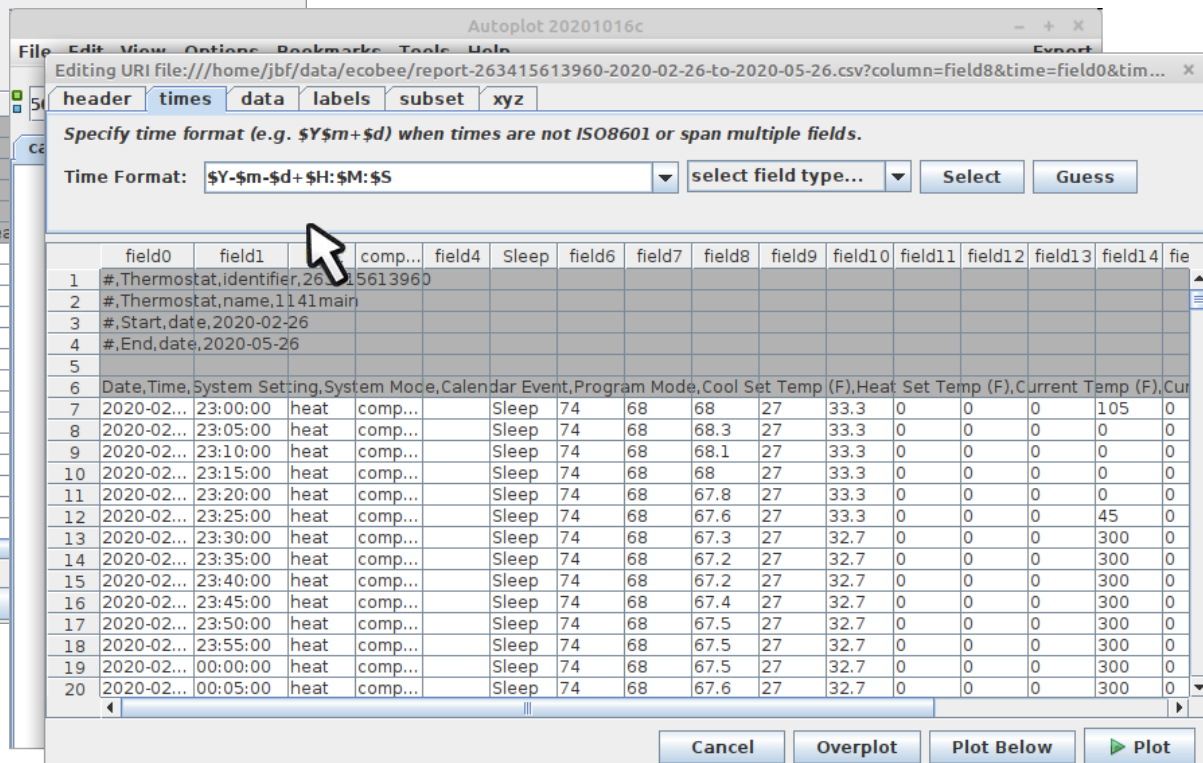 Autoplot 20201016c
File Edit View Options Bookmarks Tools Help Export
Editing URI file:///home/jbf/data/ecobee/report-263415613960-2020-02-26-to-2020-05-26.csv?column=field8&time=field0&tim...
header times data labels subset xyz
Specify time format (e.g. $Y$m+$d) when times are not ISO8601 or span multiple fields.
Time Format: $Y-$m-$d+$H:$M:$S select field type... Select Guess
field0 field1 comp... field4 Sleep field6 field7 field8 field9 field10 field11 field12 field13 field14 fie
1 #,Thermostat,identifier,263415613960
2 #,Thermostat,name,1141main
3 #,Start,date,2020-02-26
4 #,End,date,2020-05-26
5
6 Date,Time,System Setting,System Mode,Calendar Event,Program Mode,Cool Set Temp (F),Heat Set Temp (F),Current Temp (F),Cur
7 2020-02... 23:00:00 heat comp... Sleep 74 68 68 27 33.3 0 0 0 105 0
8 2020-02... 23:05:00 heat comp... Sleep 74 68 68.3 27 33.3 0 0 0 0 0
9 2020-02... 23:10:00 heat comp... Sleep 74 68 68.1 27 33.3 0 0 0 0 0
10 2020-02... 23:15:00 heat comp... Sleep 74 68 68 27 33.3 0 0 0 0 0
11 2020-02... 23:20:00 heat comp... Sleep 74 68 67.8 27 33.3 0 0 0 0 0
12 2020-02... 23:25:00 heat comp... Sleep 74 68 67.6 27 33.3 0 0 0 45 0
13 2020-02... 23:30:00 heat comp... Sleep 74 68 67.3 27 32.7 0 0 0 300 0
14 2020-02... 23:35:00 heat comp... Sleep 74 68 67.2 27 32.7 0 0 0 300 0
15 2020-02... 23:40:00 heat comp... Sleep 74 68 67.2 27 32.7 0 0 0 300 0
16 2020-02... 23:45:00 heat comp... Sleep 74 68 67.4 27 32.7 0 0 0 300 0
17 2020-02... 23:50:00 heat comp... Sleep 74 68 67.5 27 32.7 0 0 0 300 0
18 2020-02... 23:55:00 heat comp... Sleep 74 68 67.5 27 32.7 0 0 0 300 0
19 2020-02... 00:00:00 heat comp... Sleep 74 68 67.5 27 32.7 0 0 0 300 0
20 2020-02... 00:05:00 heat comp... Sleep 74 68 67.6 27 32.7 0 0 0 300 0
Cancel Overplot Plot Below Plot